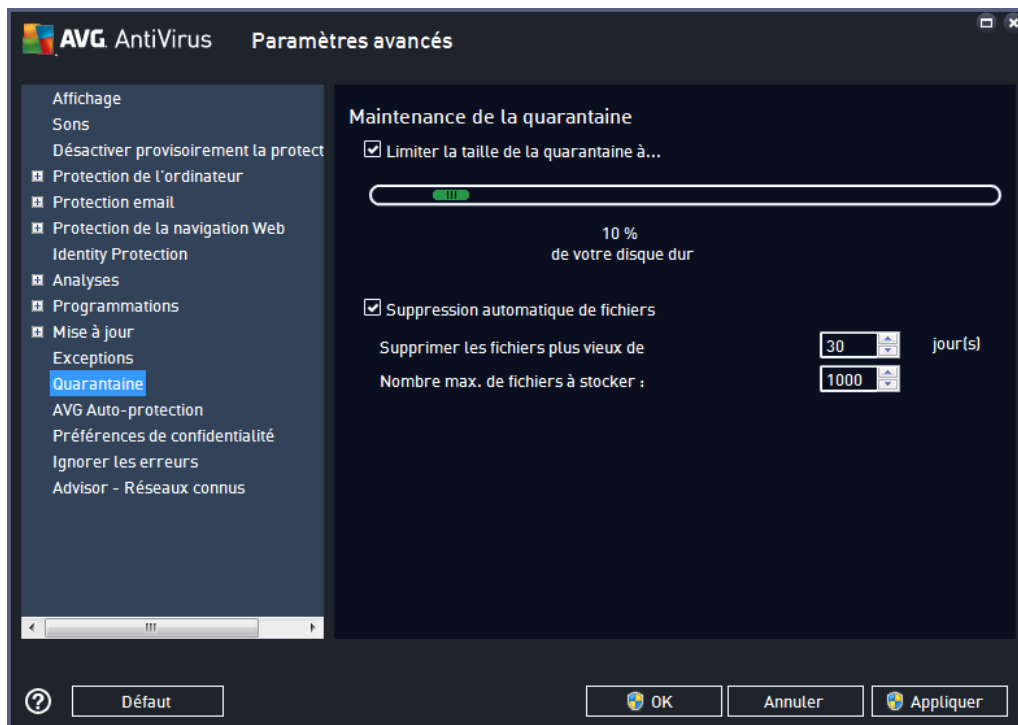 AVG. AntiVirus Paramètres avancés
Affichage
Sons
Désactiver provisoirement la protect
Protection de l'ordinateur
Protection email
Protection de la navigation Web
Identity Protection
Analyses
Programmations
Mise à jour
Exceptions
Quarantaine
AVG Auto-protection
Préférences de confidentialité
Ignorer les erreurs
Advisor - Réseaux connus
Maintenance de la quarantaine
Limiter la taille de la quarantaine à...
10 %
de votre disque dur
Suppression automatique de fichiers
Supprimer les fichiers plus vieux de 30 jour(s)
Nombre max. de fichiers à stocker : 1000
? Défaut OK Annuler Appliquer